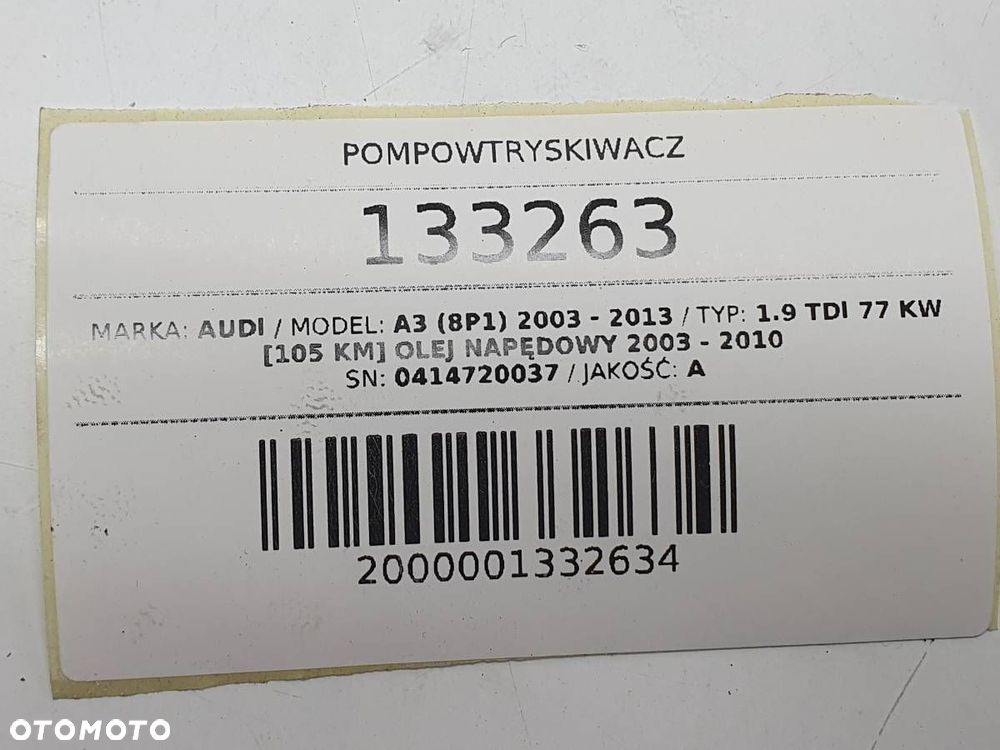 POMPOWTRYSKIWACZ
133263
MARKA: AUDI / MODEL: A3 (8P1) 2003 - 2013 / TYP: 1.9 TDI 77 KW
[105 KM] OLEJ NAPĘDOWY 2003 - 2010
SN: 0414720037 / JAKOŚĆ: A
2000001332634
OTOMOTO